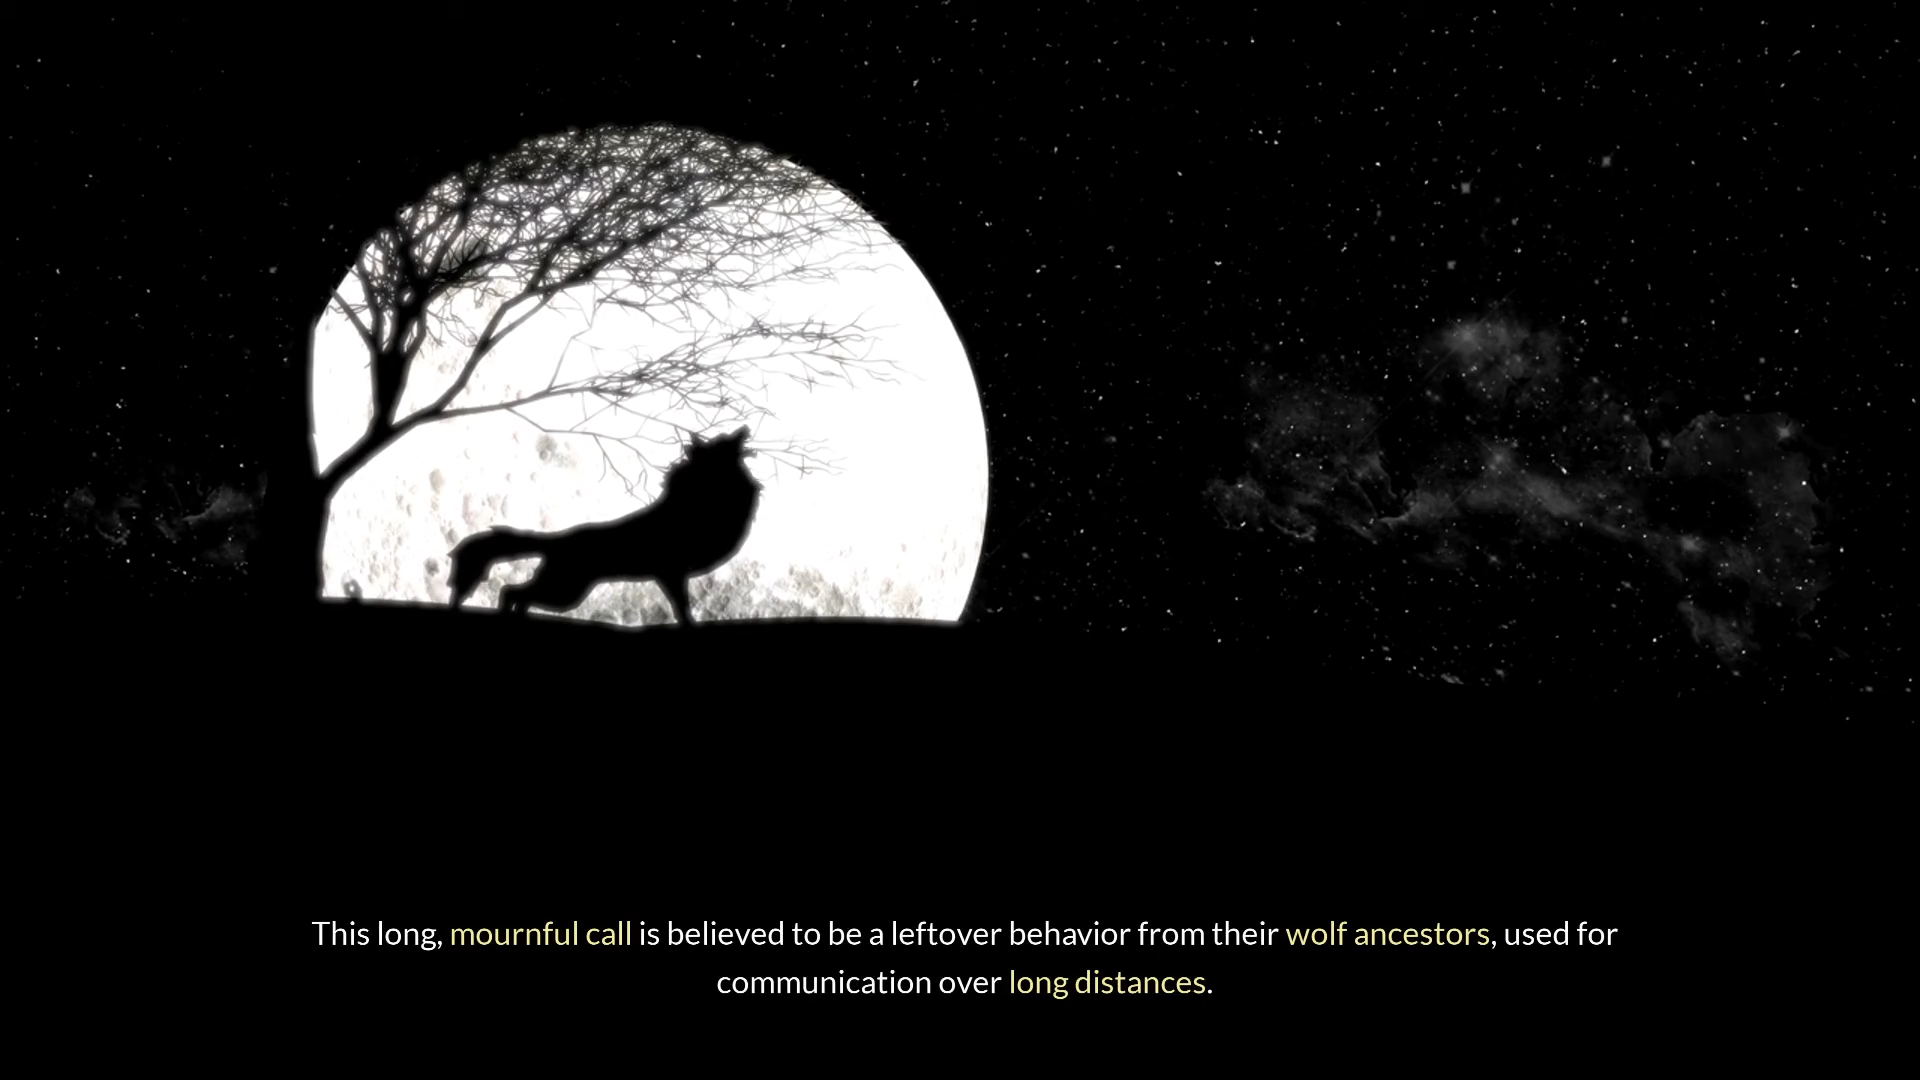 This long, mournful call is believed to be a leftover behavior from their wolf ancestors, used for
communication over long distances.